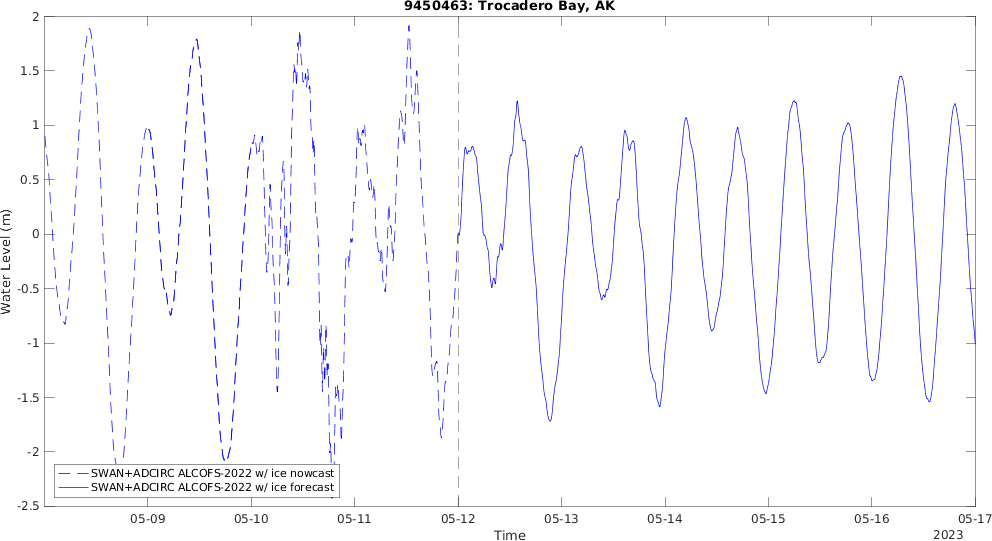 9450463: Trocadero Bay, AK
2
1.5
1
0.5
0
-0.5
-1
-1.5
-2
-2.5
Water Level (m)
SWAN+ADCIRC ALCOFS-2022 w/ ice nowcast
SWAN+ADCIRC ALCOFS-2022 w/ ice forecast
05-09 05-10 05-11 05-12 05-13 05-14 05-15 05-16 05-17
Time
2023